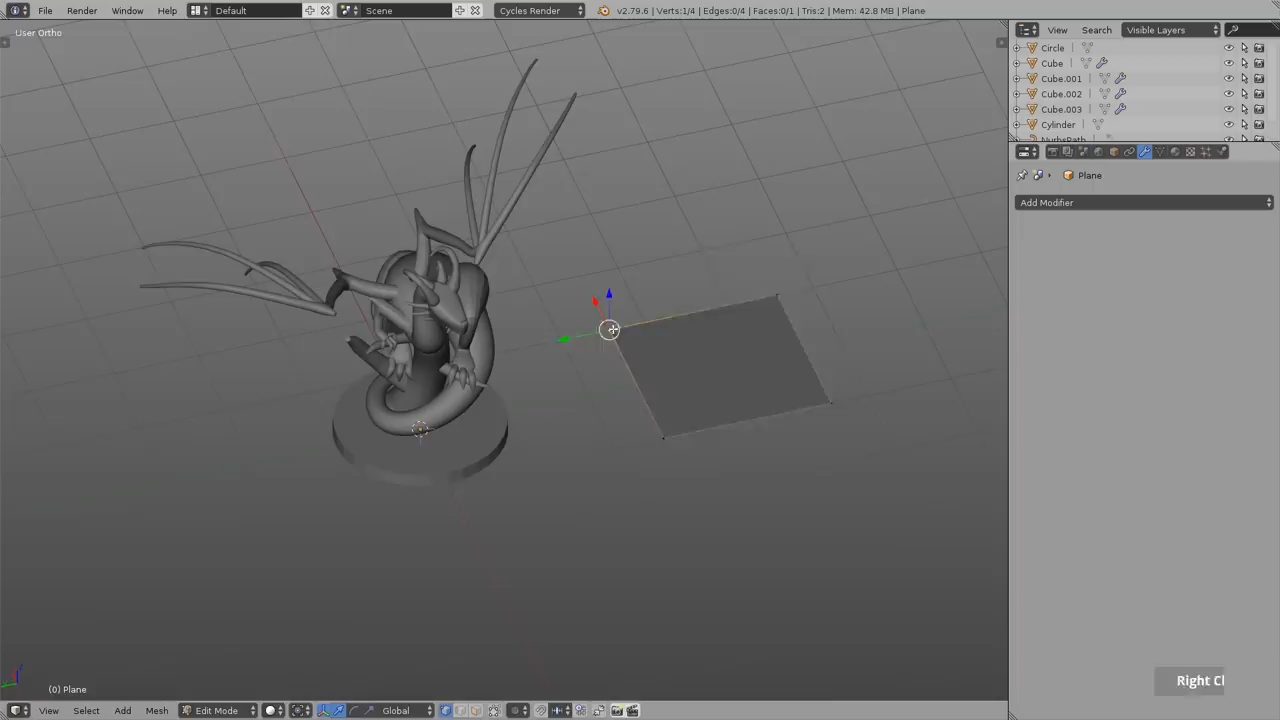 File Render Window Help Default Scene Cycles Render v2.79.6 | Verts:1/4 | Edges:0/4 | Faces:0/1 | Tris:2 | Mem: 42.8 MB | Plane
User Ortho
View Search Visible Layers
Circle
Cube
Cube.001
Cube.002
Cube.003
Cylinder
NurbsPath
Plane
Add Modifier
Right Cl
(0) Plane
View Select Add Mesh Edit Mode Global